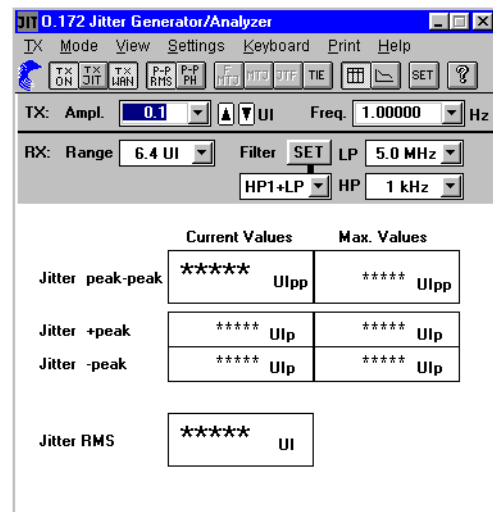 JIT O.172 Jitter Generator/Analyzer
TX Mode View Settings Keyboard Print Help
TX ON TX JIT TX WAN P-P RMS P-P PH F MTJ MTJ JTF TIE SET ?
TX: Ampl. 0.1 UI Freq. 1.00000 Hz
RX: Range 6.4 UI Filter SET LP 5.0 MHz
HP1+LP HP 1 kHz
Current Values Max. Values
Jitter peak-peak ***** UIpp ***** UIpp
Jitter +peak ***** UIp ***** UIp
Jitter -peak ***** UIp ***** UIp
Jitter RMS ***** UI